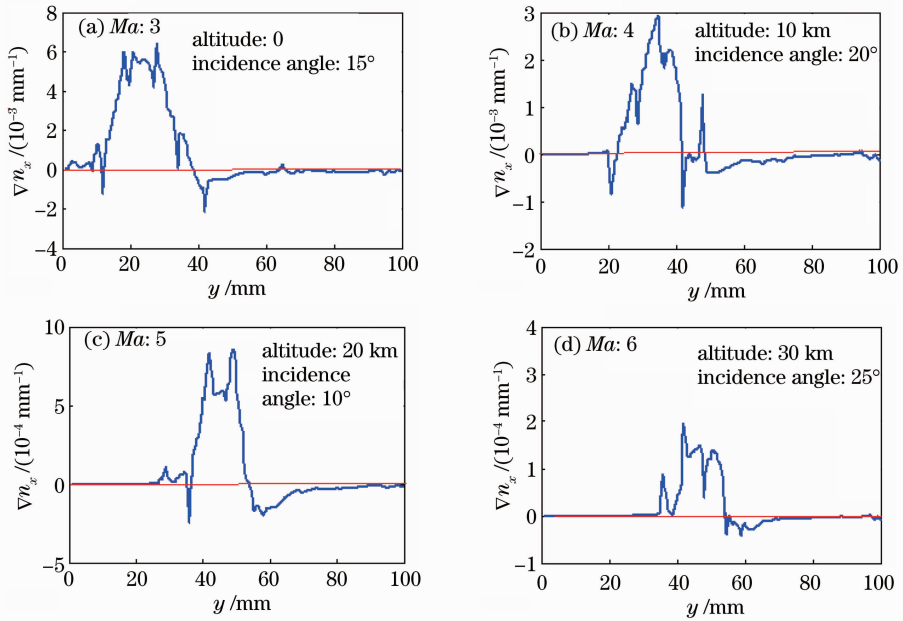 (a) Ma: 3
altitude: 0
incidence angle: 15°
8
6
4
2
0
−2
−4
∇nₓ /(10⁻³ mm⁻¹)
0 20 40 60 80 100
y /mm
(b) Ma: 4
altitude: 10 km
incidence angle: 20°
3
2
1
0
−1
−2
∇nₓ /(10⁻³ mm⁻¹)
0 20 40 60 80 100
y /mm
(c) Ma: 5
altitude: 20 km
incidence
angle: 10°
10
5
0
−5
∇nₓ /(10⁻⁴ mm⁻¹)
0 20 40 60 80 100
y /mm
(d) Ma: 6
altitude: 30 km
incidence angle: 25°
4
3
2
1
0
−1
∇nₓ /(10⁻⁴ mm⁻¹)
0 20 40 60 80 100
y /mm